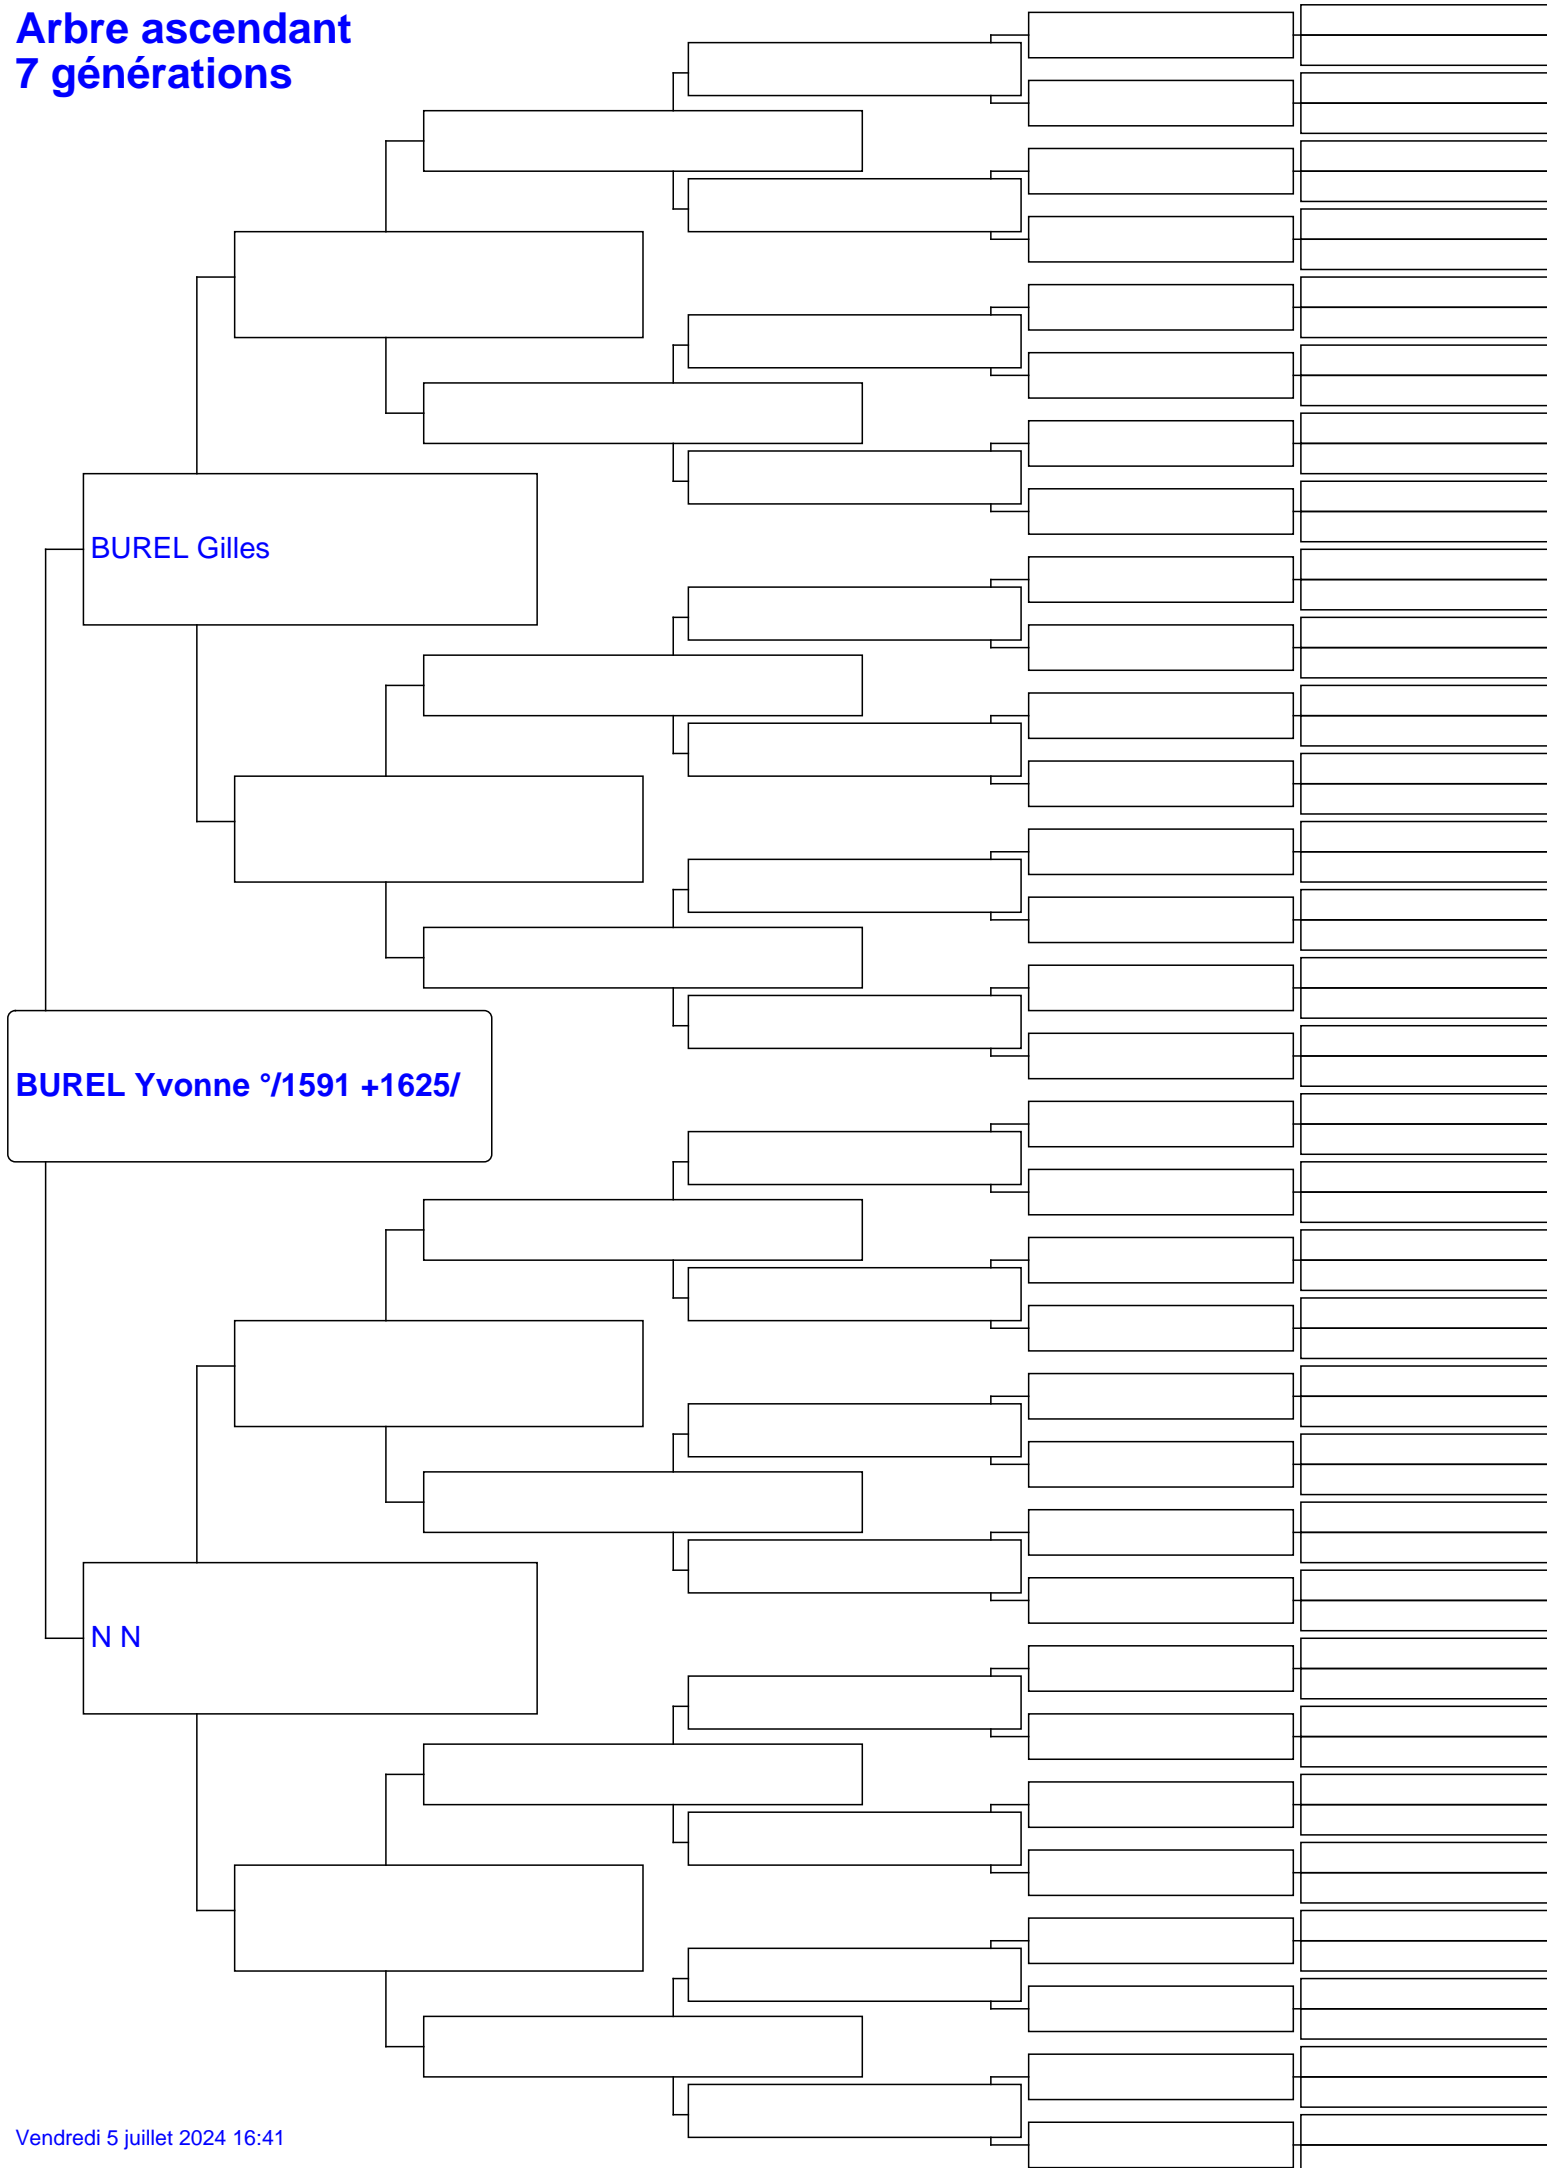 Arbre ascendant
7 générations
BUREL Gilles
BUREL Yvonne °/1591 +1625/
N N
Vendredi 5 juillet 2024 16:41